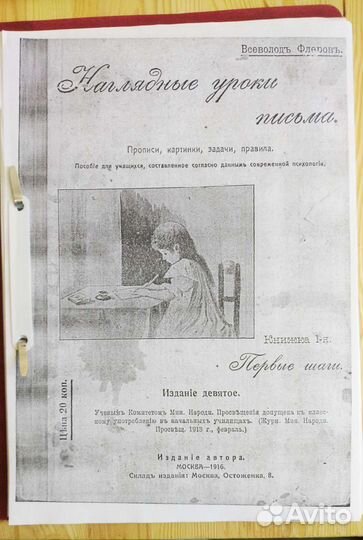 Всеволодъ Флеровъ.
Наглядные уроки
письма.
Прописи, картинки, задачи, правила.
Пособіе для учащихся, составленное согласно даннымъ современной психологіи.
Книжка 1-я.
Первые шаги.
Цѣна 20 коп.
Изданіе девятое.
Ученымъ Комитетомъ Мин. Народн. Просвѣщенія допущена къ класс-
ному употребленію въ начальныхъ училищахъ. (Журн. Мин. Народн.
Просвѣщ. 1913 г., февраль.)
Изданіе автора.
МОСКВА—1916.
Складъ изданія: Москва, Остоженка, 8.
Avito